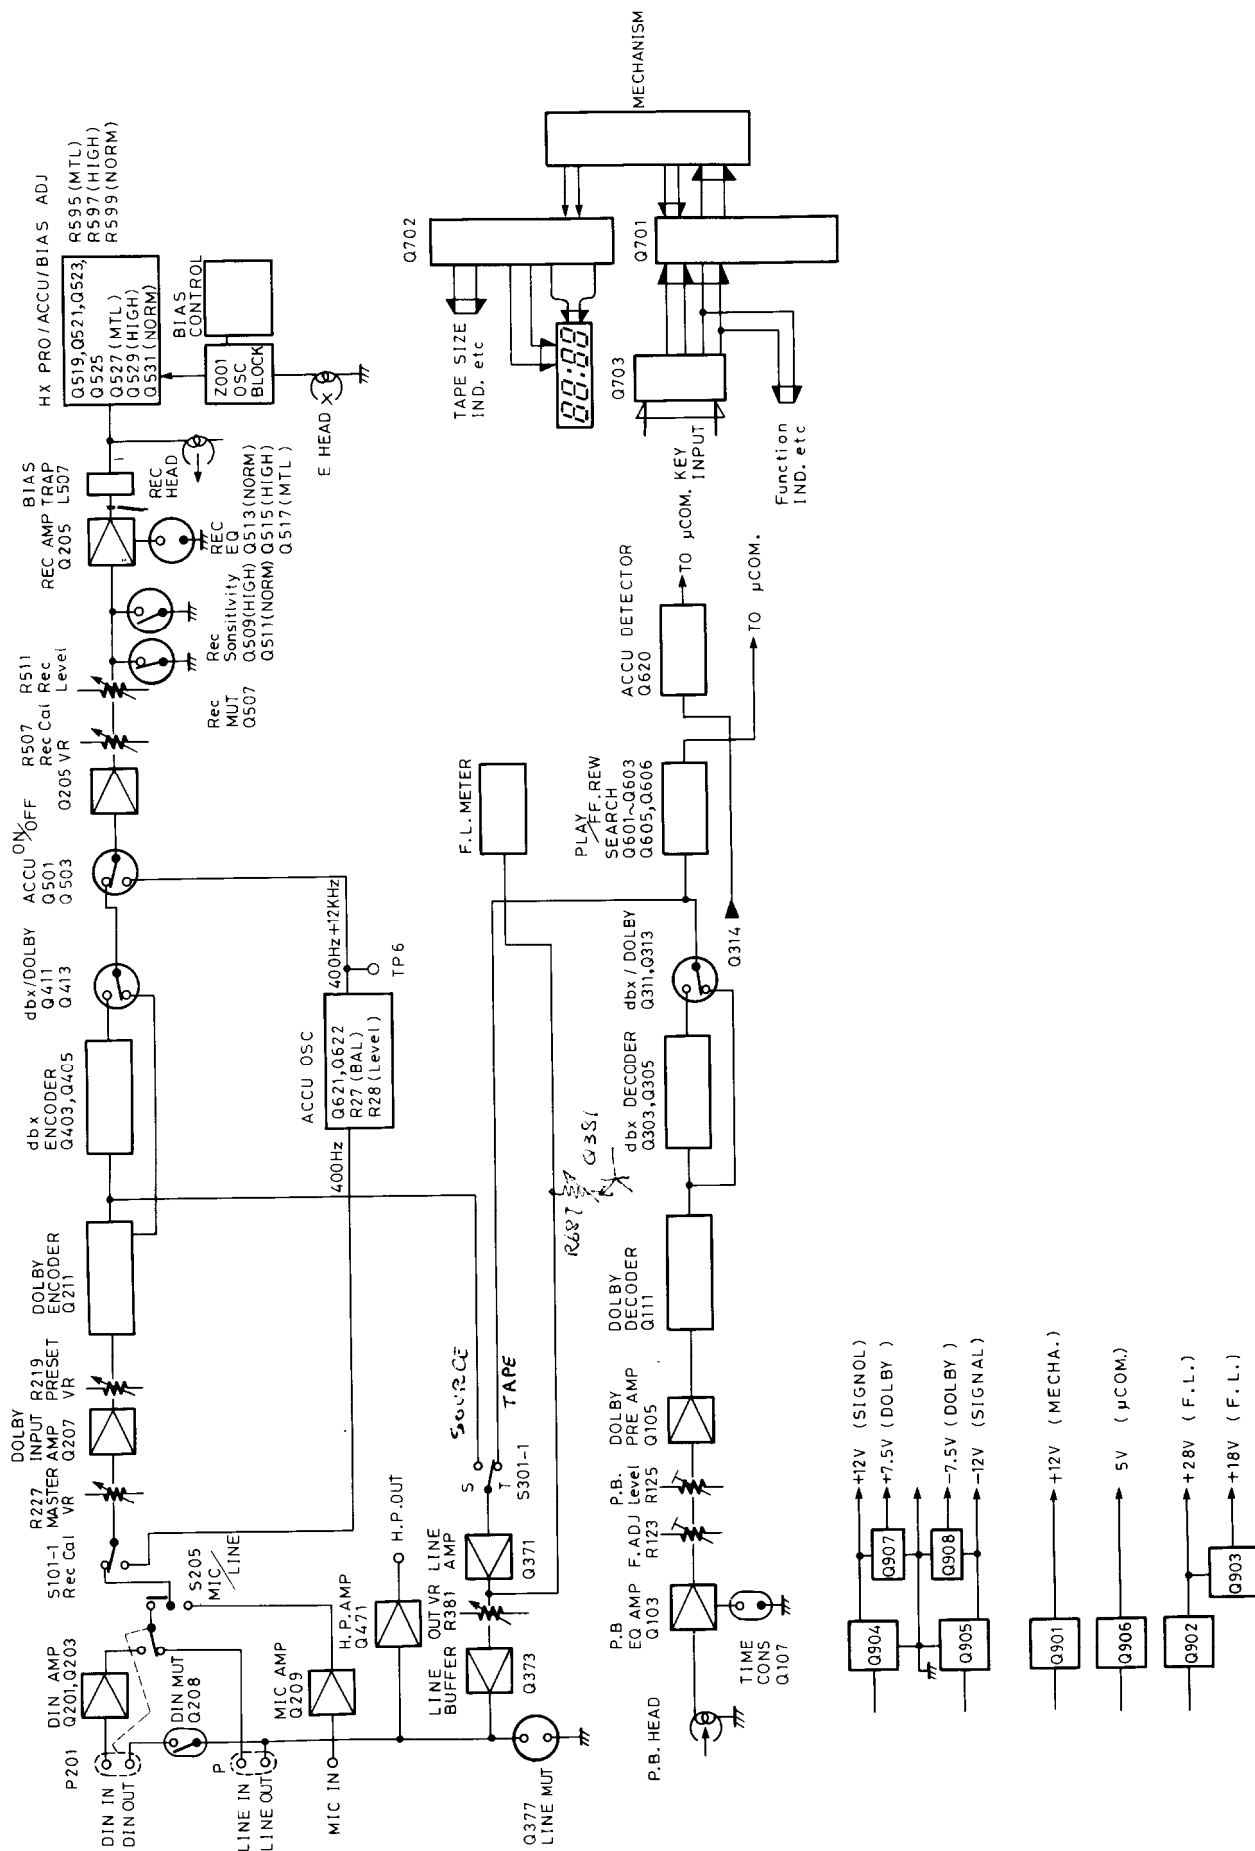 P201
DIN IN
DIN OUT
DIN AMP
Q201,Q203
DIN MUT
Q208
P
LINE IN
LINE OUT
MIC IN
MIC AMP
Q209
S205
MIC/LINE
S101-1
Rec Cal
R227
MASTER
VR
DOLBY
INPUT
AMP
Q207
R219
PRESET
VR
DOLBY
ENCODER
Q211
dbx
ENCODER
Q403,Q405
dbx/DOLBY
Q411
Q413
ACCU ON/OFF
Q501
Q503
Q205
R507
Rec Cal
VR
R511
Rec
Level
Rec
MUT
Q507
Rec
Sonsitivity
Q509(HIGH)
Q511(NORM)
REC AMP
Q205
REC
EQ
Q513(NORM)
Q515(HIGH)
Q517(MTL)
BIAS
TRAP
L507
REC
HEAD
HX PRO/ACCU/BIAS ADJ
Q519,Q521,Q523,
Q525
Q527(MTL)
Q529(HIGH)
Q531(NORM)
R595(MTL)
R597(HIGH)
R599(NORM)
Z001
OSC
BLOCK
BIAS
CONTROL
E HEAD
ACCU OSC
Q621,Q622
R27(BAL)
R28(Level)
400Hz
400Hz+12KHz
TP6
H.P.AMP
Q471
H.P.OUT
LINE
BUFFER
Q373
OUT VR
R381
LINE
AMP
Q371
S
T
S301-1
SOURCE
TAPE
Q377
LINE MUT
F.L.METER
R687
Q381
P.B.HEAD
P.B
EQ AMP
Q103
TIME
CONS
Q107
F.ADJ
R123
P.B.
Level
R125
DOLBY
PRE AMP
Q105
DOLBY
DECODER
Q111
dbx DECODER
Q303,Q305
dbx/DOLBY
Q311,Q313
Q314
PLAY/FF.REW
SEARCH
Q601~Q603
Q605,Q606
ACCU DETECTOR
Q620
TO µCOM.
TO µCOM.
KEY
INPUT
Q703
Function
IND. etc
Q701
Q702
TAPE SIZE
IND. etc
88:88
MECHANISM
Q904
Q905
Q907
Q908
+12V (SIGNOL)
+7.5V (DOLBY)
-7.5V (DOLBY)
-12V (SIGNAL)
Q901
+12V (MECHA.)
Q906
5V (µCOM.)
Q902
+28V (F.L.)
Q903
+18V (F.L.)